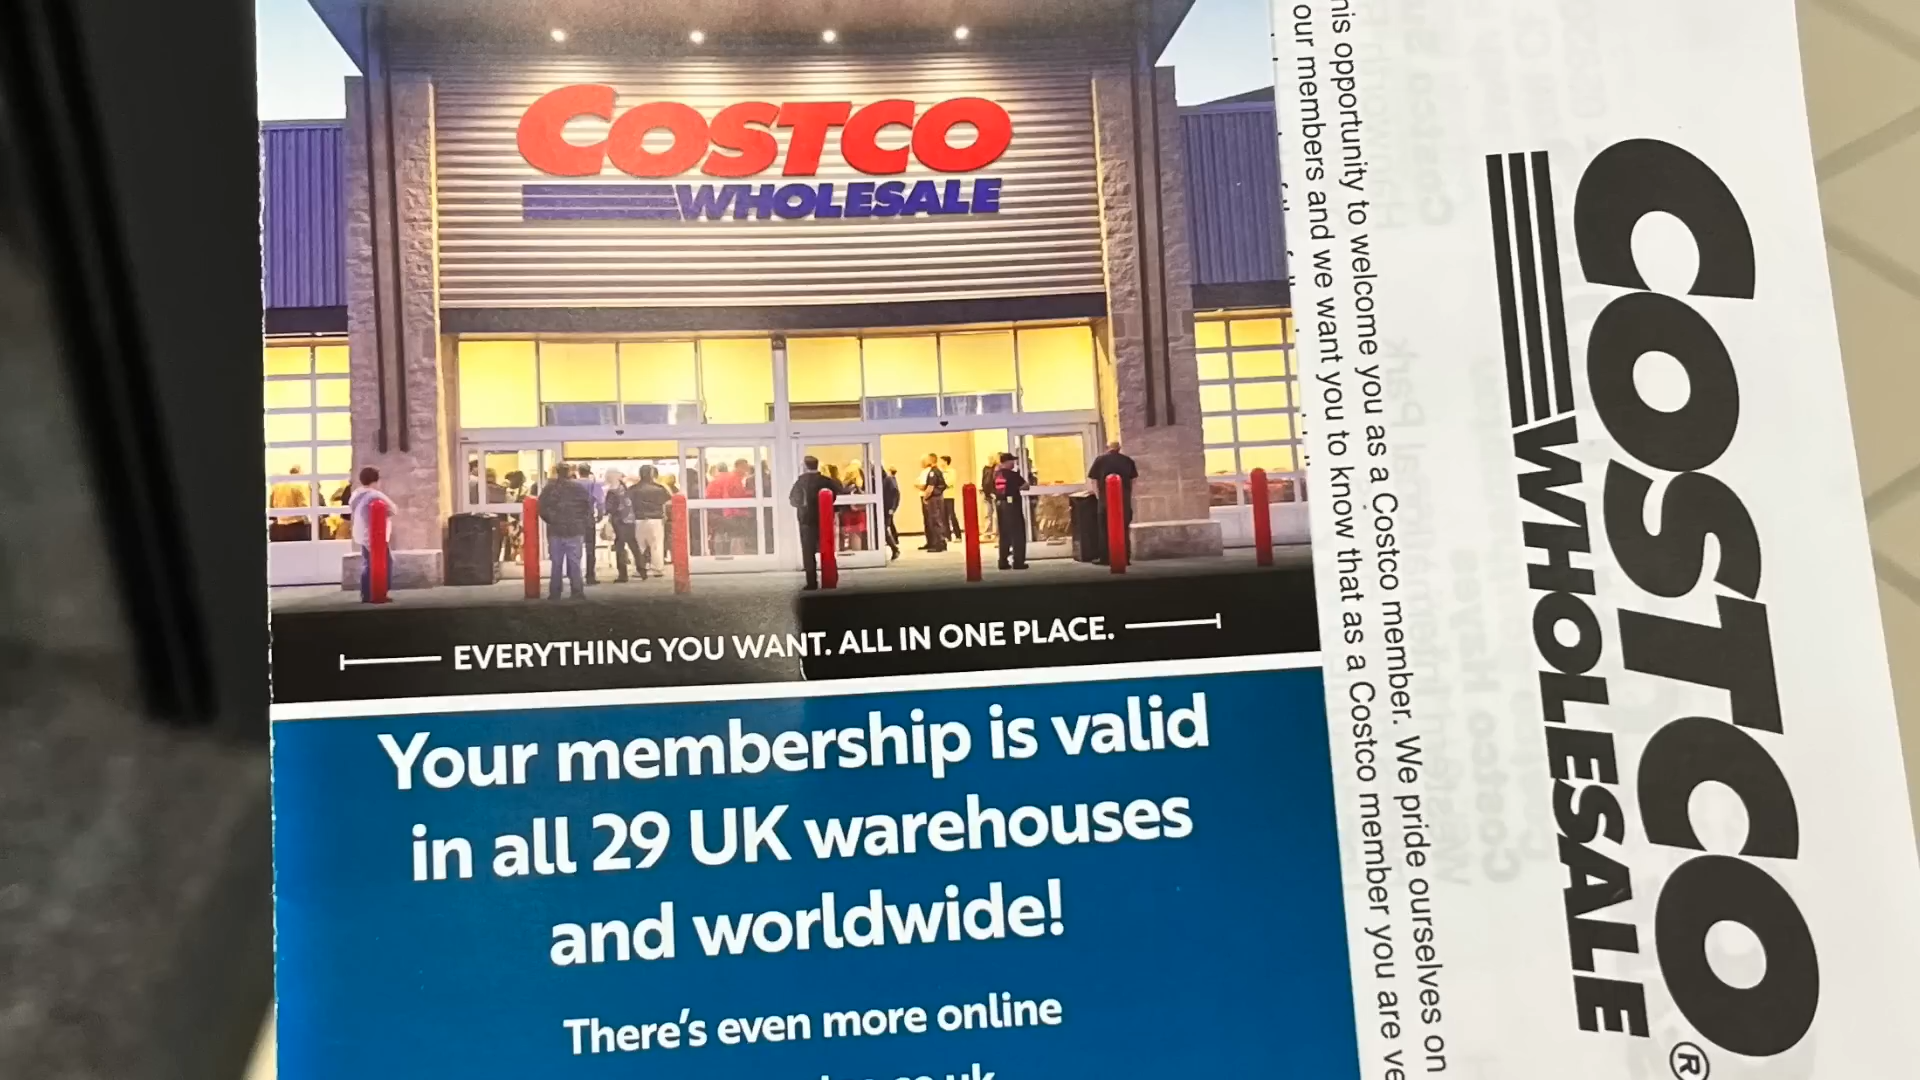 COSTCO
WHOLESALE
EVERYTHING YOU WANT. ALL IN ONE PLACE.
Your membership is valid
in all 29 UK warehouses
and worldwide!
There's even more online
co.uk
COSTCO
WHOLESALE®
opportunity to welcome you as a Costco member. We pride ourselves on
our members and we want you to know that as a Costco member you are